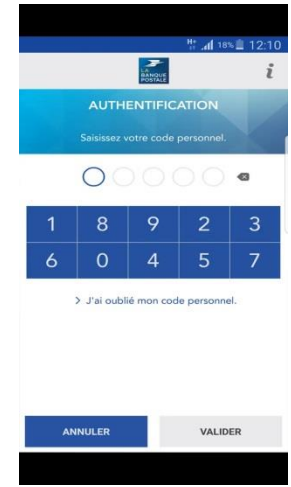 H+ 18% 12:10
LA
BANQUE
POSTALE
i
AUTHENTIFICATION
Saisissez votre code personnel.
1 8 9 2 3
6 0 4 5 7
> J'ai oublié mon code personnel.
ANNULER VALIDER